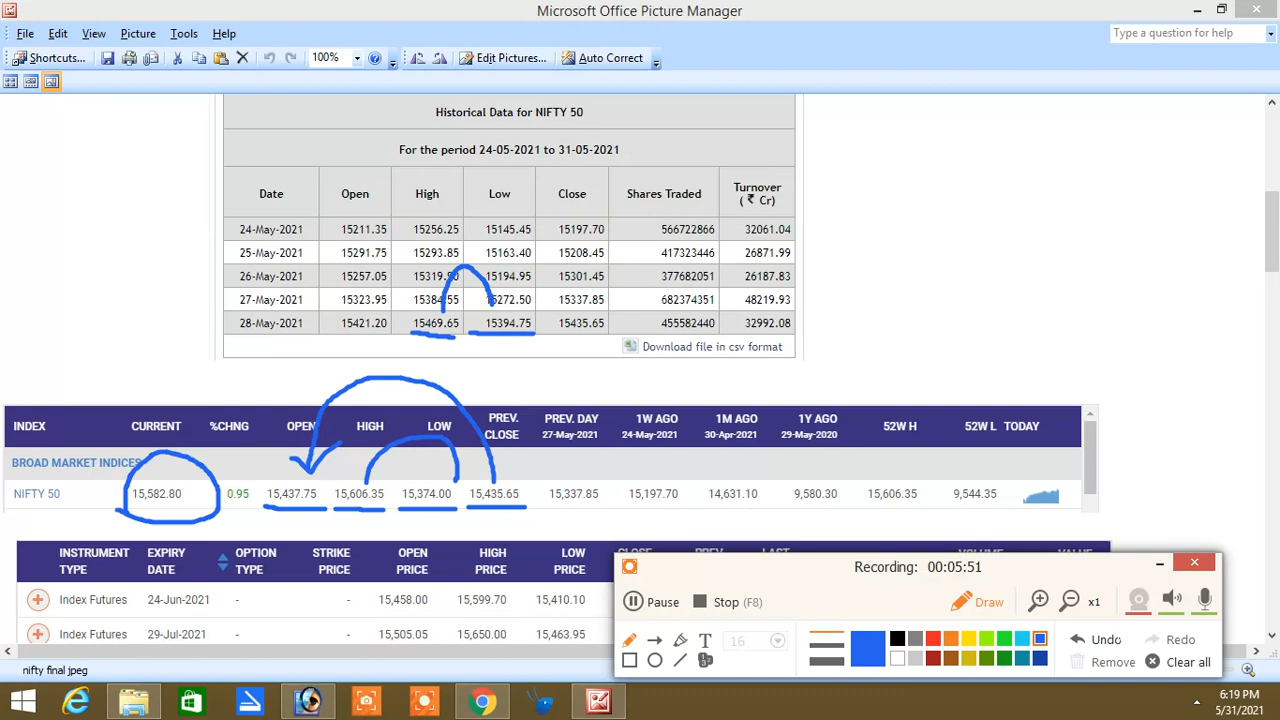 Microsoft Office Picture Manager
File Edit View Picture Tools Help
Type a question for help
Shortcuts... 100% Edit Pictures... Auto Correct
Historical Data for NIFTY 50
For the period 24-05-2021 to 31-05-2021
Date Open High Low Close Shares Traded Turnover ( ₹ Cr)
24-May-2021 15211.35 15256.25 15145.45 15197.70 566722866 32061.04
25-May-2021 15291.75 15293.85 15163.40 15208.45 417323446 26871.99
26-May-2021 15257.05 15194.95 15301.45 377682051 26187.83
27-May-2021 15323.95 15384.55 15272.50 15337.85 682374351 48219.93
28-May-2021 15421.20 15469.65 15394.75 15435.65 455582440 32992.08
Download file in csv format
INDEX CURRENT %CHNG OPEN HIGH LOW PREV. CLOSE PREV. DAY 27-May-2021 1W AGO 24-May-2021 1M AGO 30-Apr-2021 1Y AGO 29-May-2020 52W H 52W L TODAY
BROAD MARKET INDICES
NIFTY 50 15,582.80 0.95 15,437.75 15,606.35 15,374.00 15,435.65 15,337.85 15,197.70 14,631.10 9,580.30 15,606.35 9,544.35
INSTRUMENT TYPE EXPIRY DATE OPTION TYPE STRIKE PRICE OPEN PRICE HIGH PRICE LOW PRICE
Index Futures 24-Jun-2021 - - 15,458.00 15,599.70 15,410.10
Index Futures 29-Jul-2021 - - 15,505.05 15,650.00 15,463.95
Recording: 00:05:51
Pause Stop (F8) Draw x1
T 16 Undo Redo
Remove Clear all
nifty final jpeg
6:19 PM
5/31/2021